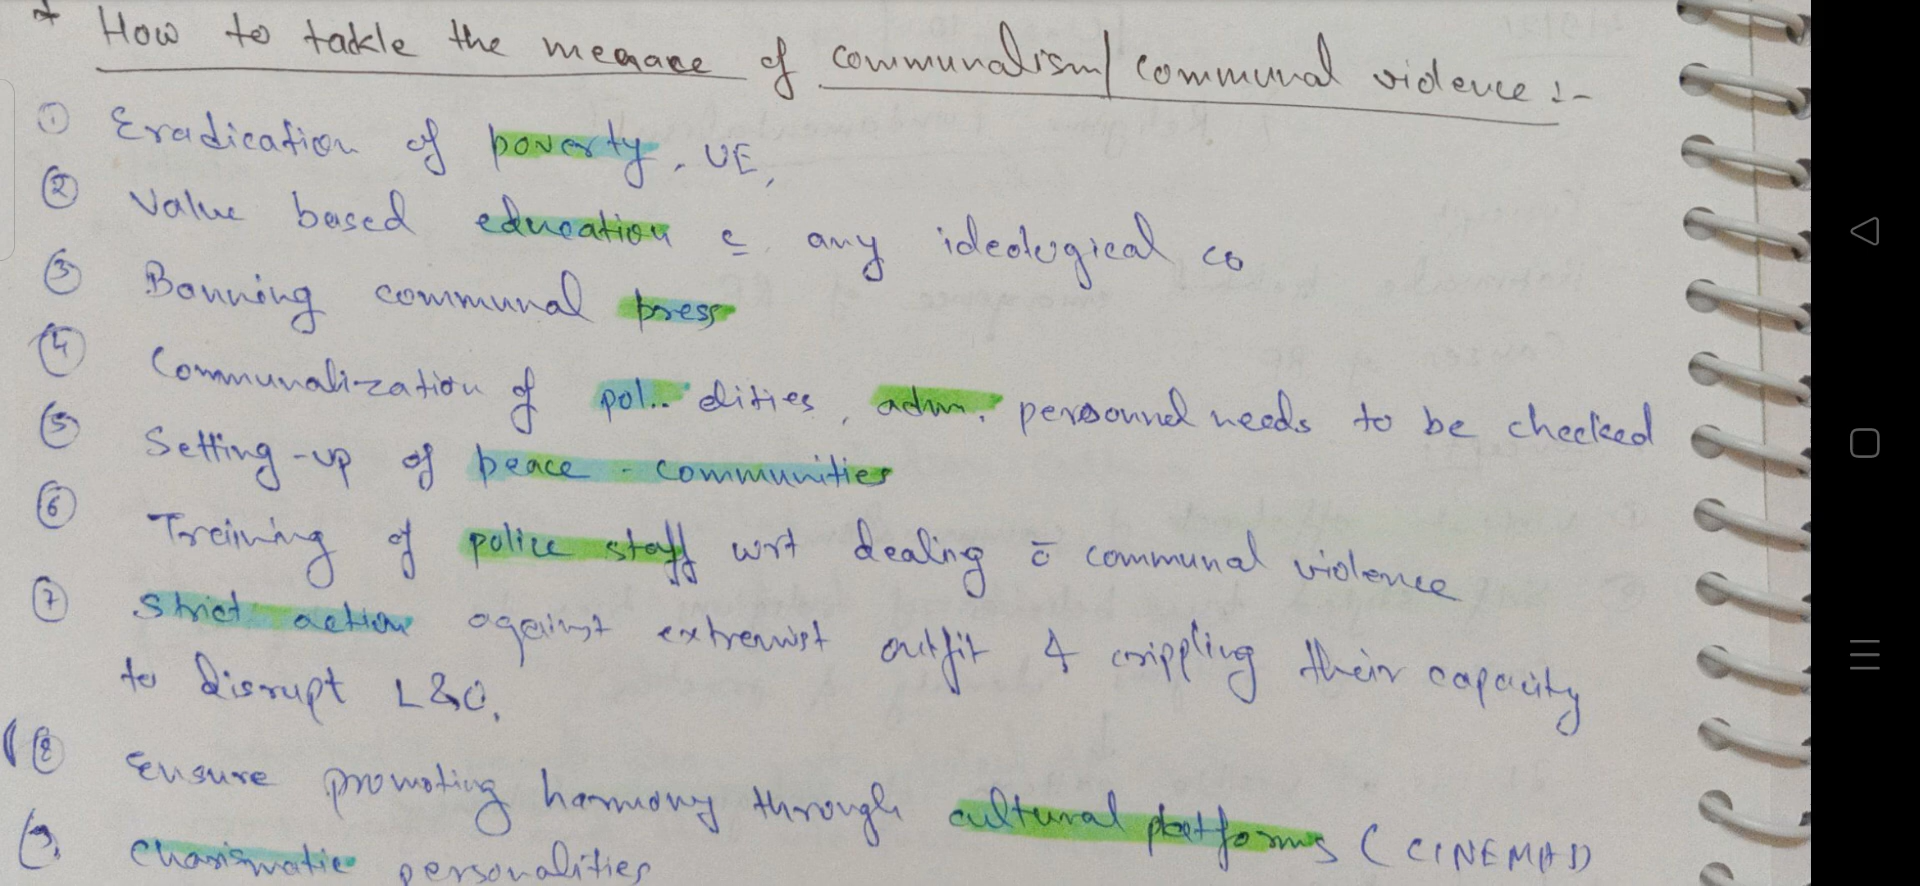 * How to tackle the menace of communalism/communal violence :-
① Eradication of poverty, UE,
② Value based education c̄ any ideological co
③ Banning communal press
④ Communalization of pol.. elities, adm. personnel needs to be checked
⑤ Setting-up of peace-communities
⑥ Training of police staff wrt dealing c̄ communal violence
⑦ Strict action against extremist outfit & crippling their capacity
to disrupt L&O.
⑧ Ensure promoting harmony through cultural platforms (CINEMA)
9. Charismatic personalities